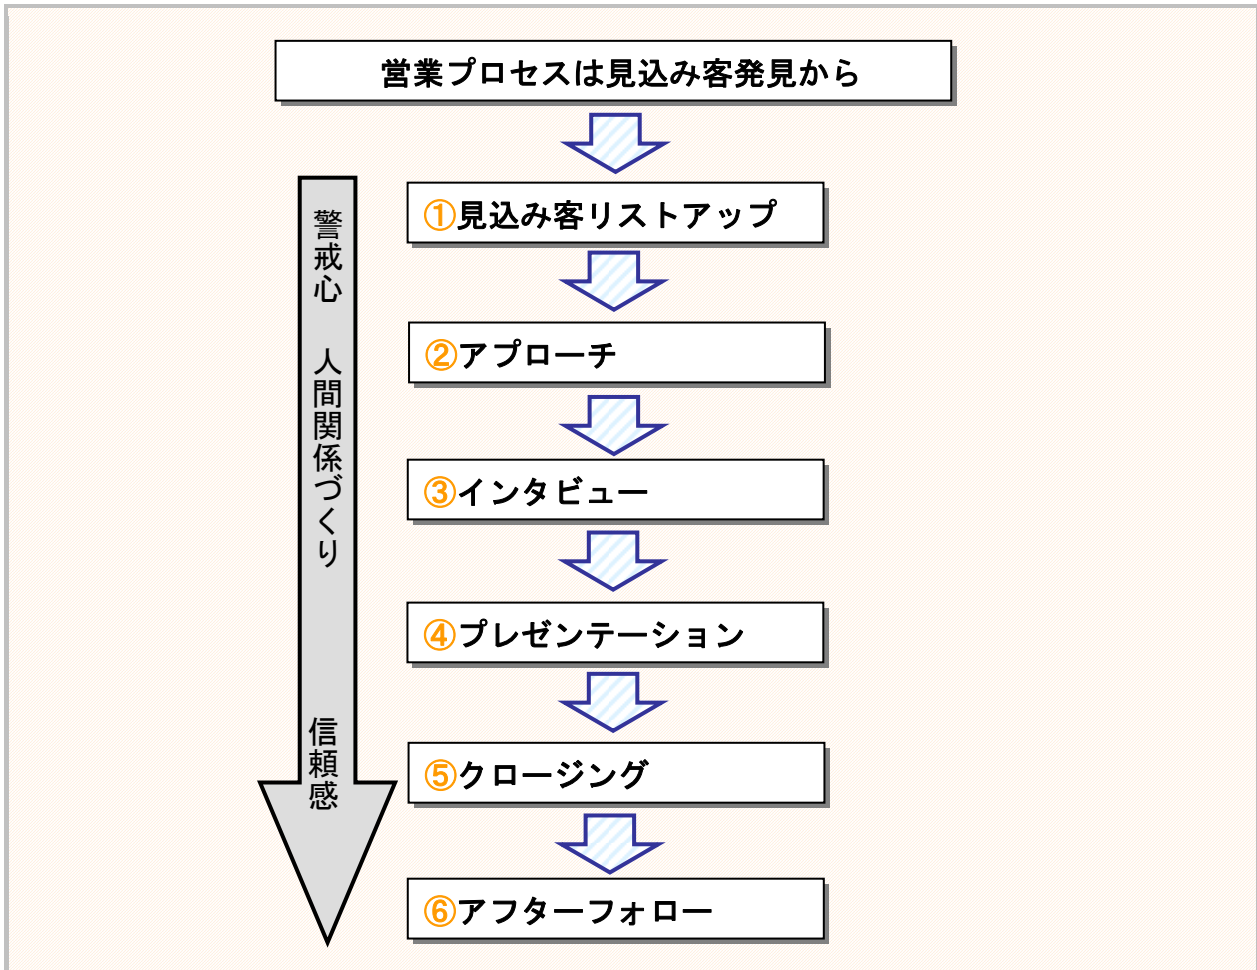 営業プロセスは見込み客発見から
①見込み客リストアップ
②アプローチ
③インタビュー
④プレゼンテーション
⑤クロージング
⑥アフターフォロー
警戒心
人間関係づくり
信頼感